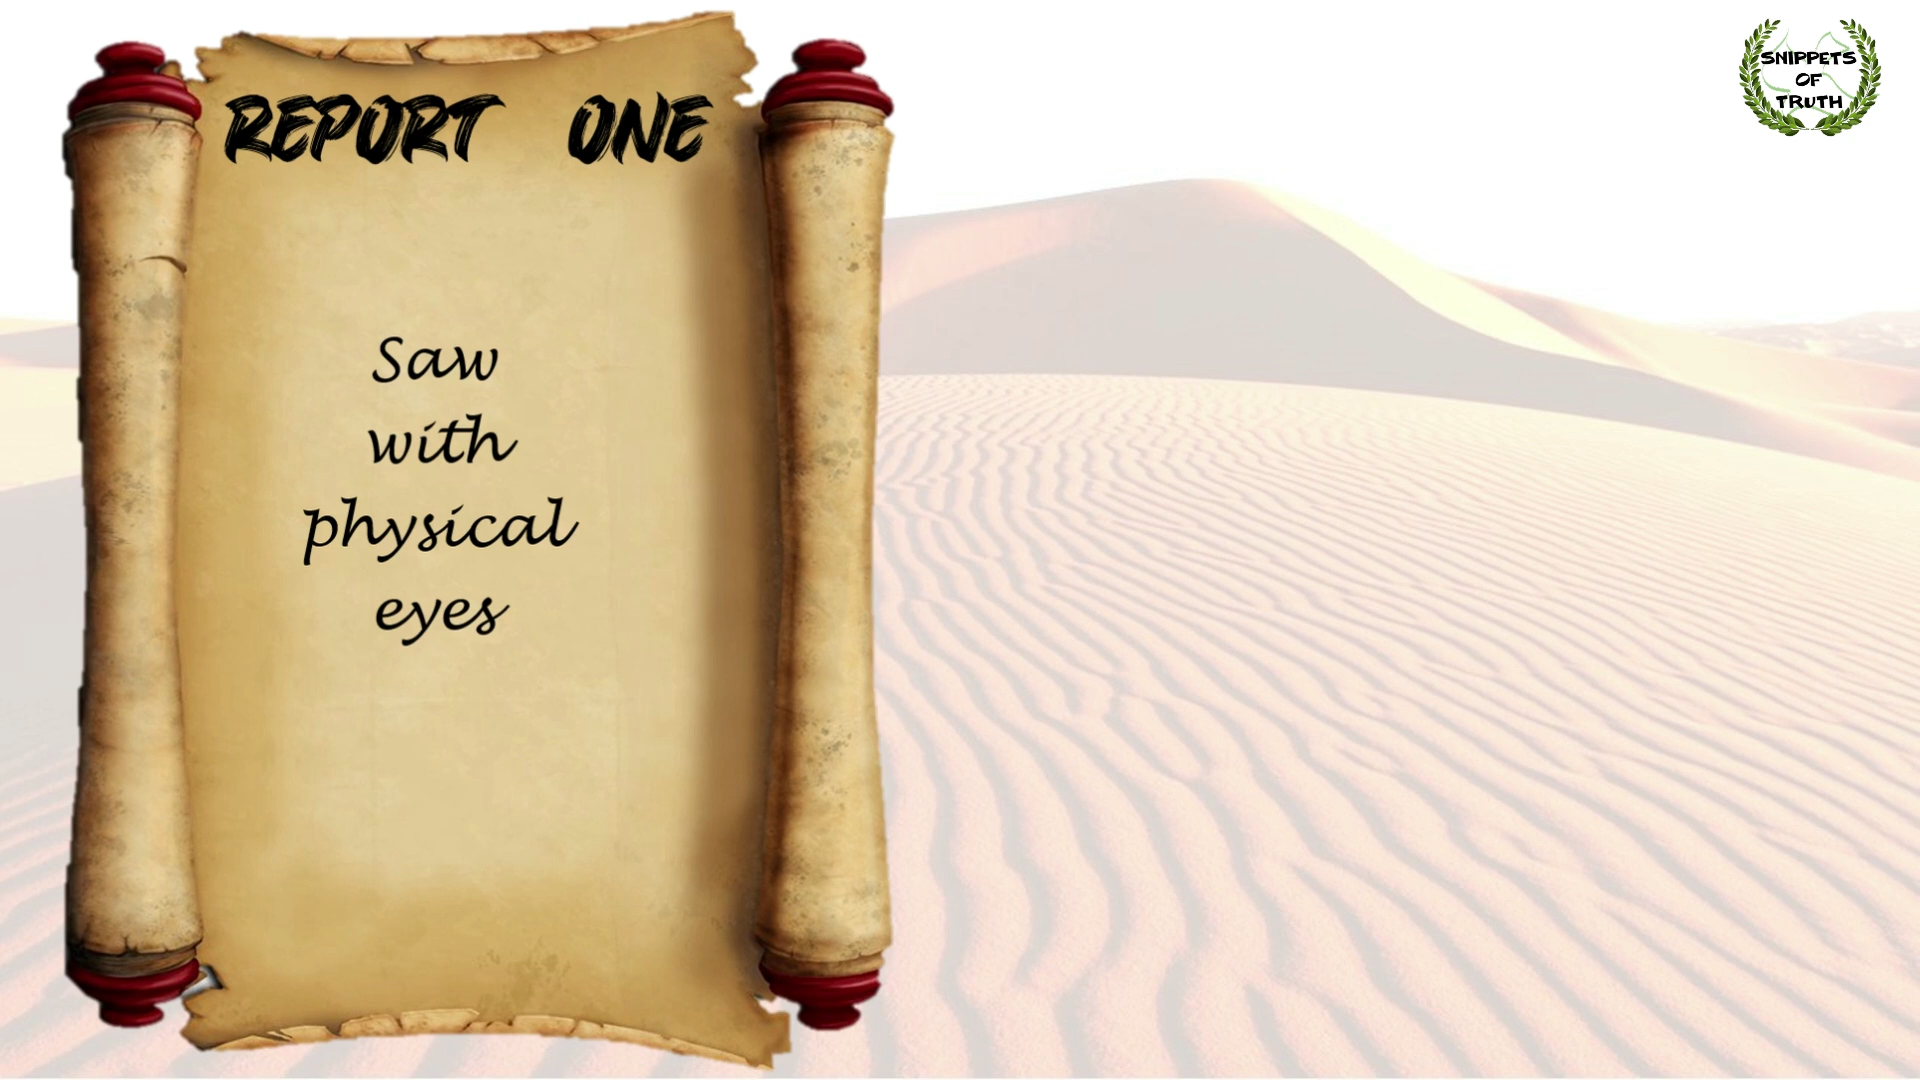 REPORT ONE
Saw
with
physical
eyes
SNIPPETS
OF
TRUTH